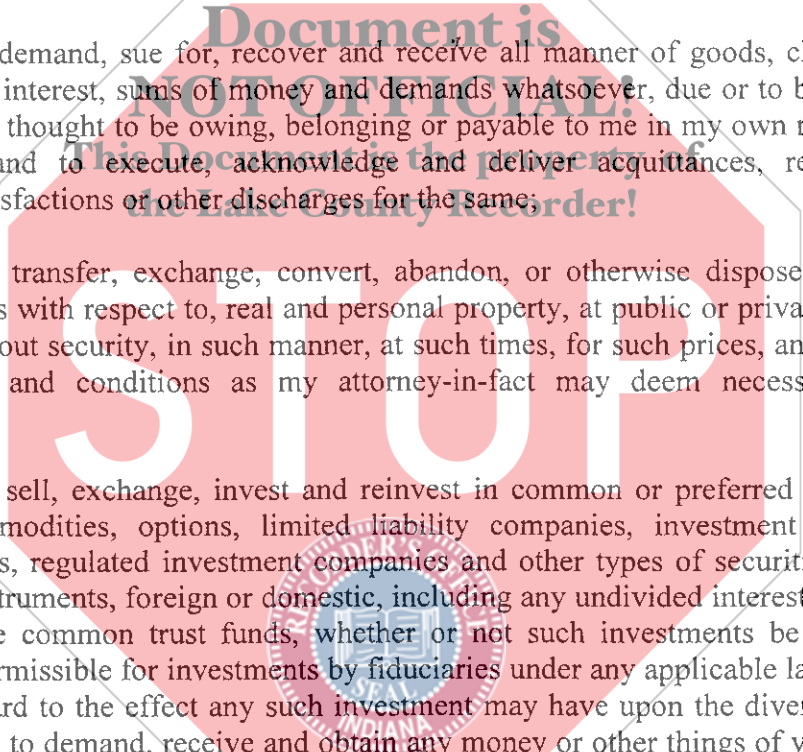 Document is
demand, sue for, recover and receive all manner of goods, c
NOT OFFICIAL!
interest, sums of money and demands whatsoever, due or to b
thought to be owing, belonging or payable to me in my own
This Document is the property of
and to execute, acknowledge and deliver acquittances, re
the Lake County Recorder!
sfactions or other discharges for the same;
transfer, exchange, convert, abandon, or otherwise dispose
s with respect to, real and personal property, at public or priva
out security, in such manner, at such times, for such prices, an
and conditions as my attorney-in-fact may deem necess
STOP
sell, exchange, invest and reinvest in common or preferred
modities, options, limited liability companies, investment
s, regulated investment companies and other types of securiti
truments, foreign or domestic, including any undivided interest
e common trust funds, whether or not such investments be
rmissible for investments by fiduciaries under any applicable la
ard to the effect any such investment may have upon the diver
to demand, receive and obtain any money or other things of v
RECORDER'S OFFICE
SEAL
INDIANA